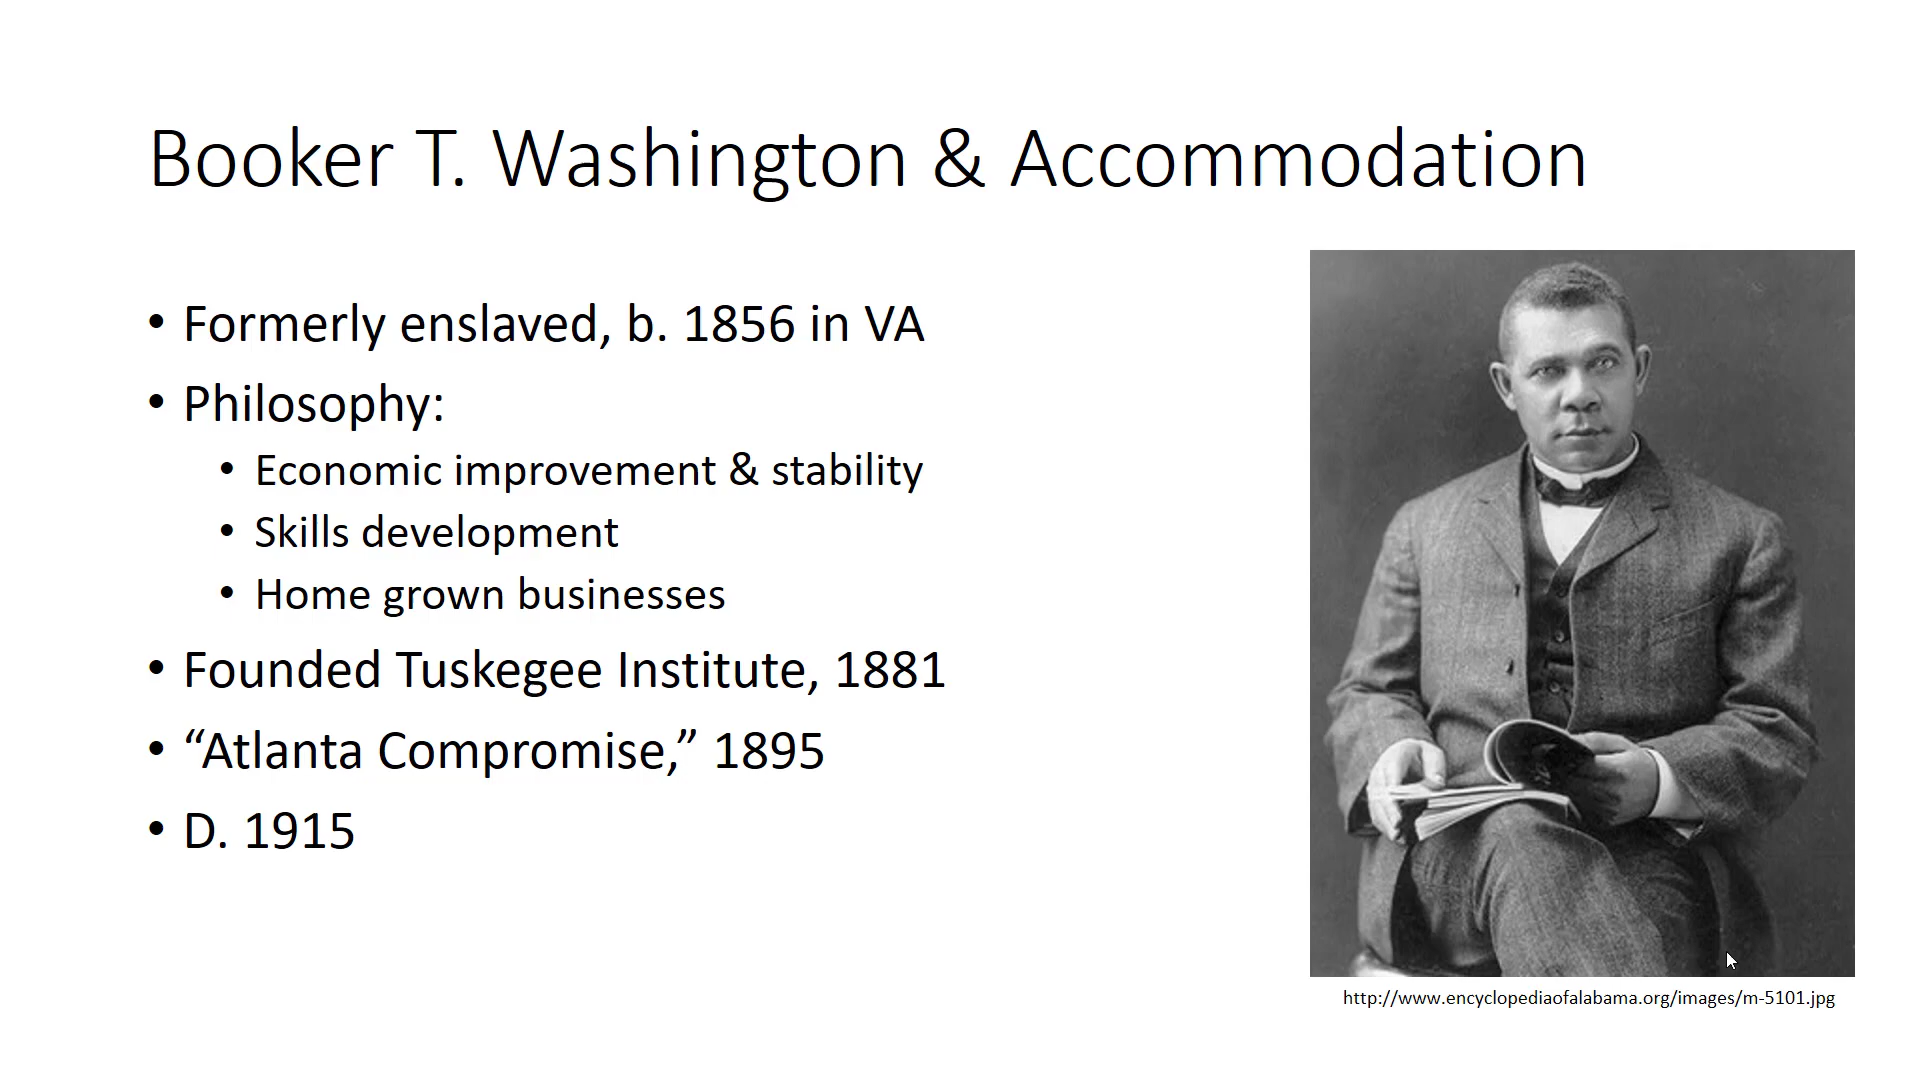 Booker T. Washington & Accommodation
• Formerly enslaved, b. 1856 in VA
• Philosophy:
• Economic improvement & stability
• Skills development
• Home grown businesses
• Founded Tuskegee Institute, 1881
• “Atlanta Compromise,” 1895
• D. 1915
http://www.encyclopediaofalabama.org/images/m-5101.jpg